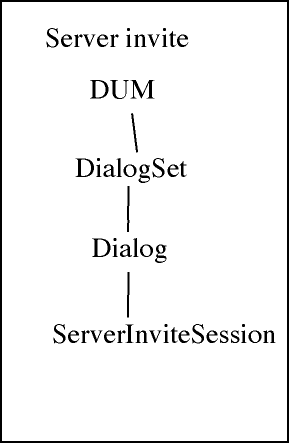 Server invite
DUM
DialogSet
Dialog
ServerInviteSession